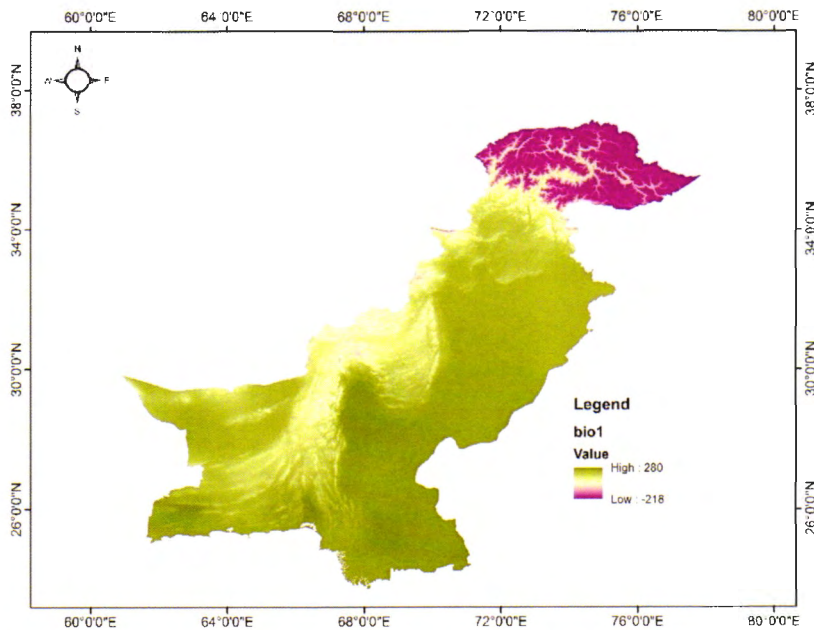 60°0'0"E 64°0'0"E 68°0'0"E 72°0'0"E 76°0'0"E 80°0'0"E
N
W E
S
38°0'0"N 38°0'0"N
34°0'0"N 34°0'0"N
30°0'0"N 30°0'0"N
Legend
bio1
Value
High : 280
Low : -218
26°0'0"N 26°0'0"N
60°0'0"E 64°0'0"E 68°0'0"E 72°0'0"E 76°0'0"E 80°0'0"E